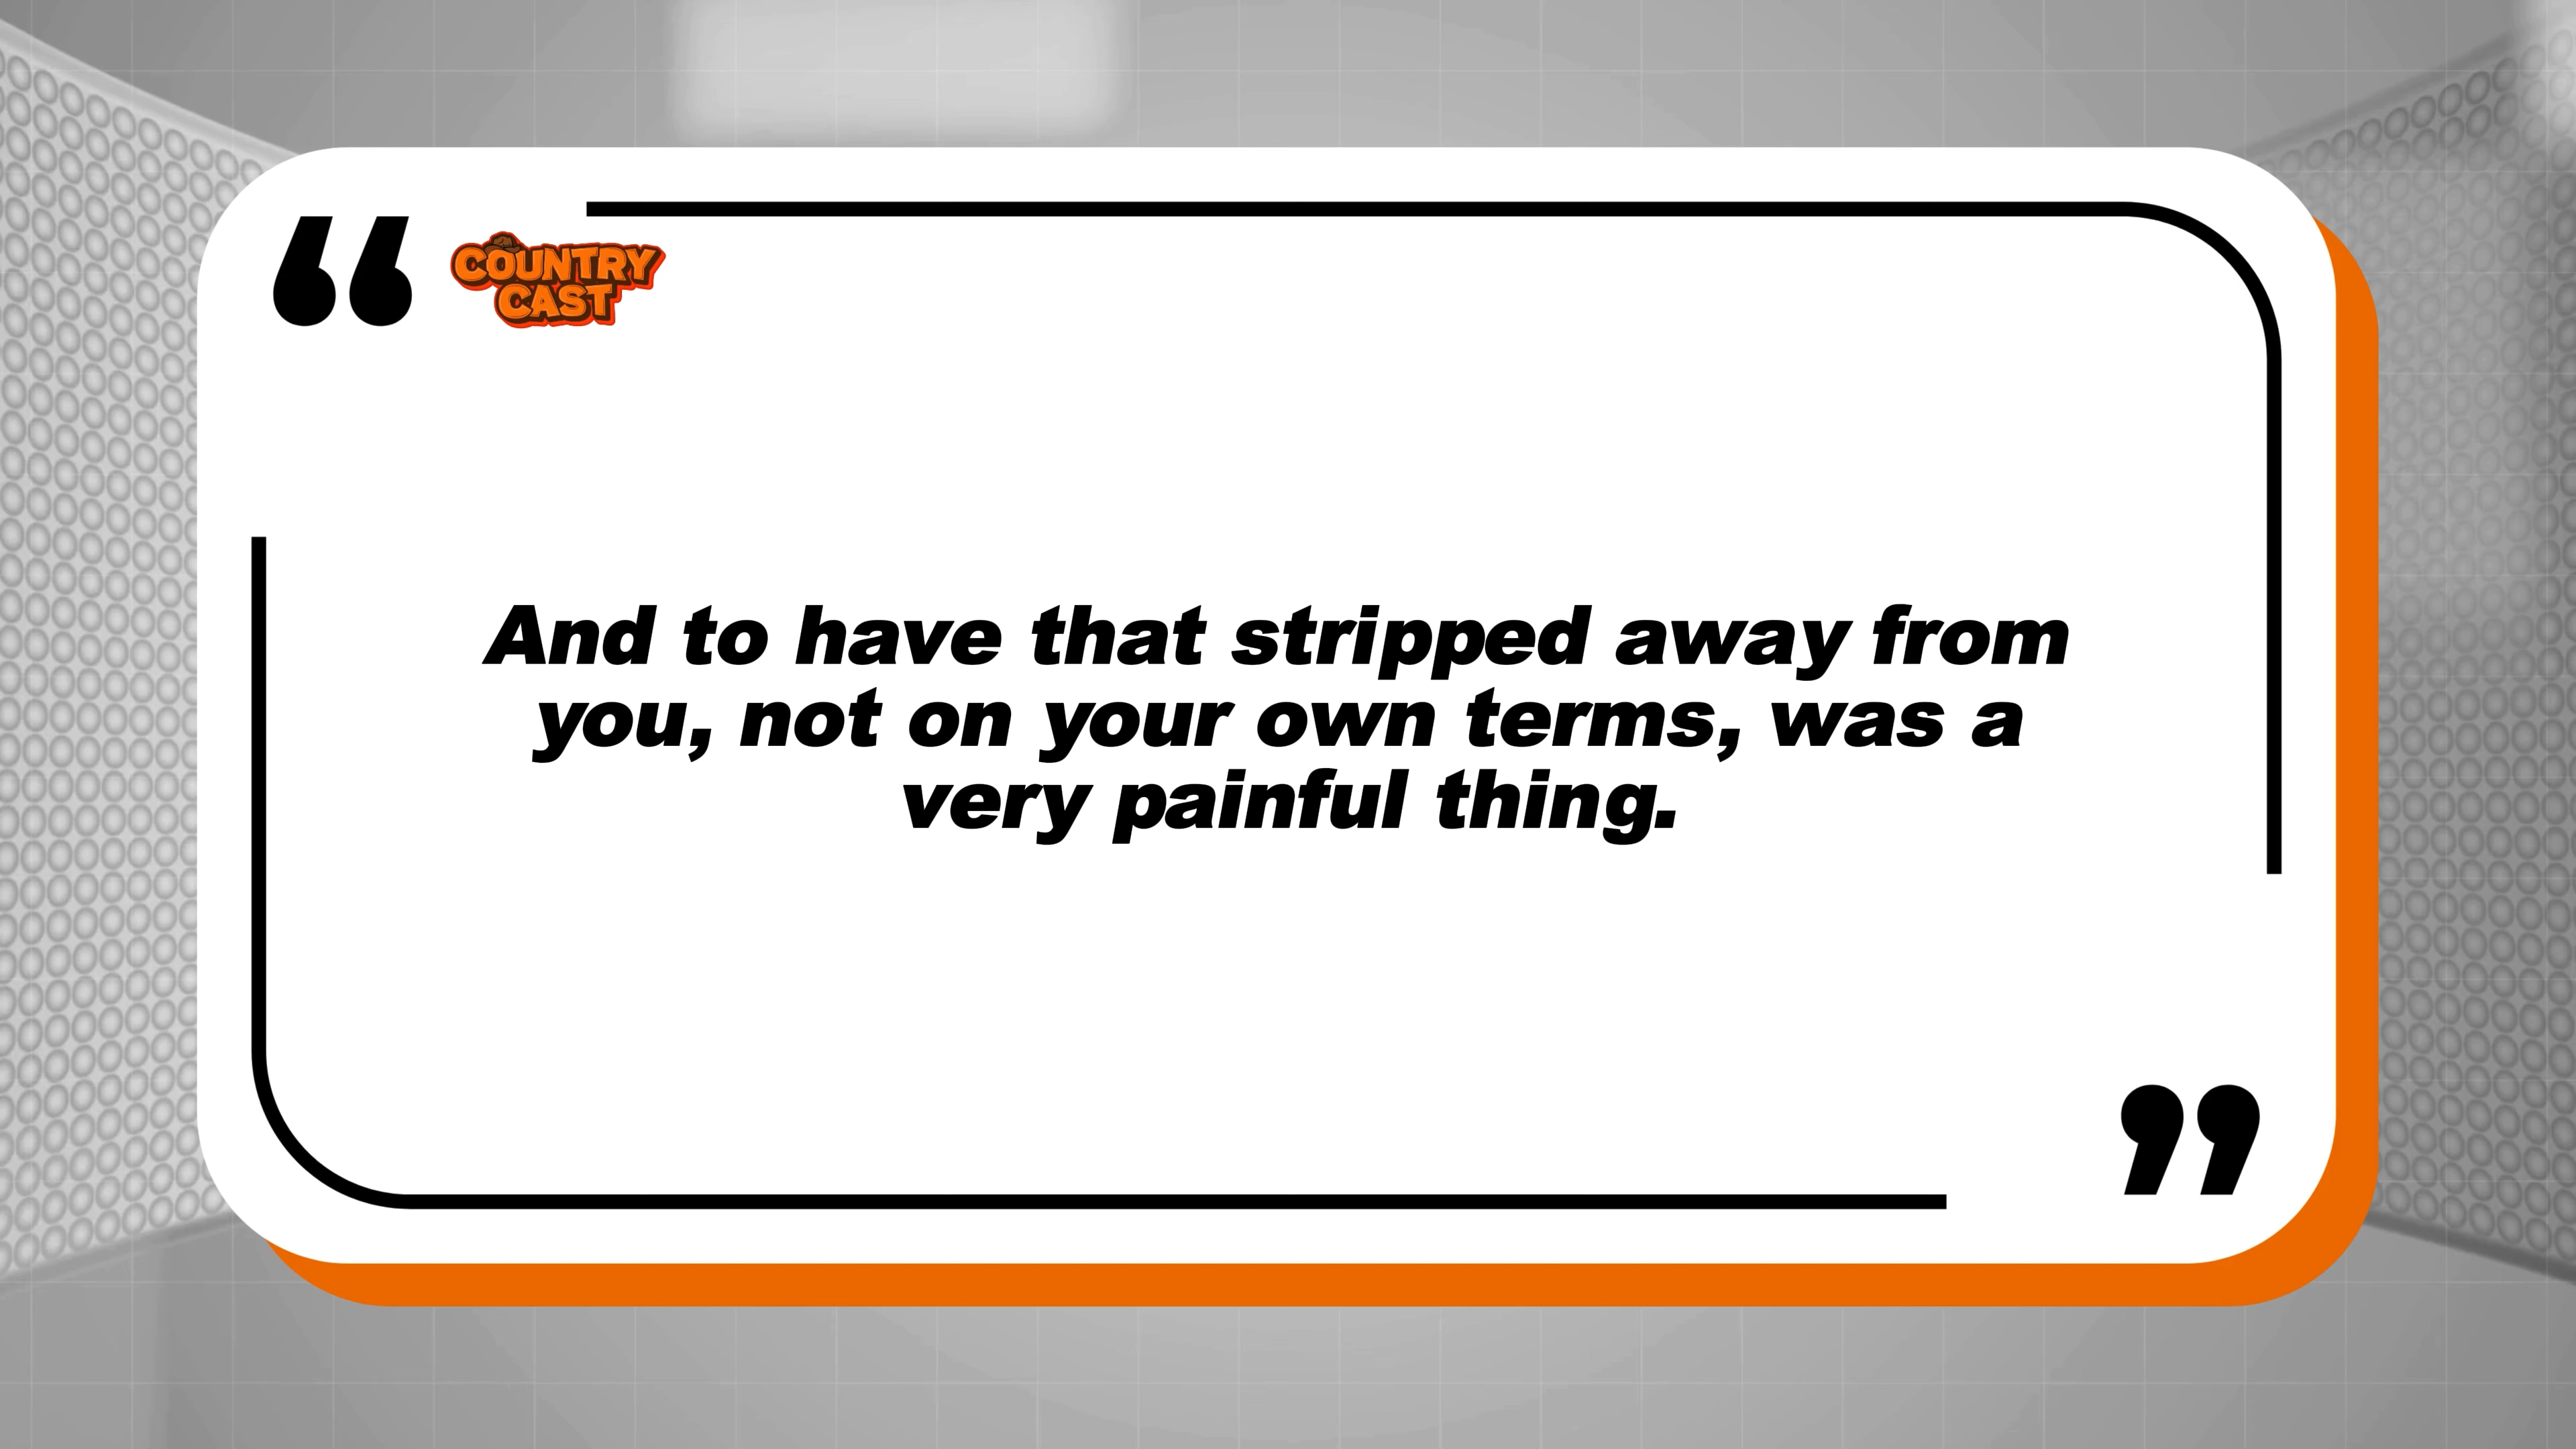 “
COUNTRY
CAST
And to have that stripped away from
you, not on your own terms, was a
very painful thing.
”